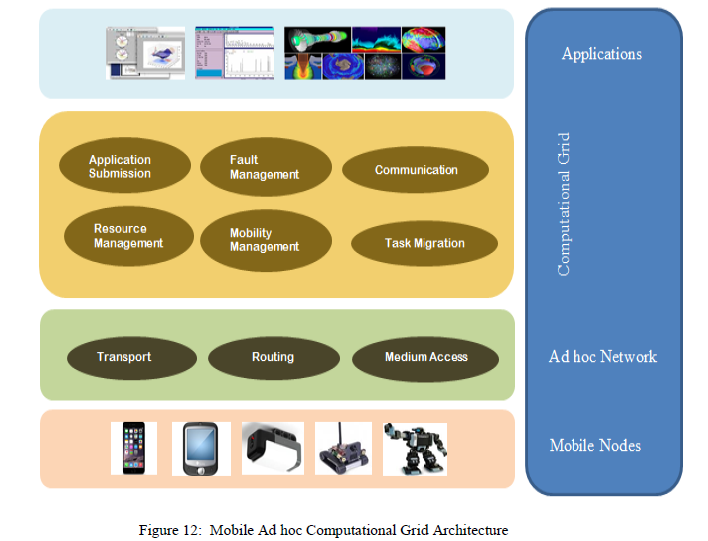 Applications
Application
Submission
Fault
Management
Communication
Resource
Management
Mobility
Management
Task Migration
Computational Grid
Transport
Routing
Medium Access
Ad hoc Network
Mobile Nodes
Figure 12: Mobile Ad hoc Computational Grid Architecture